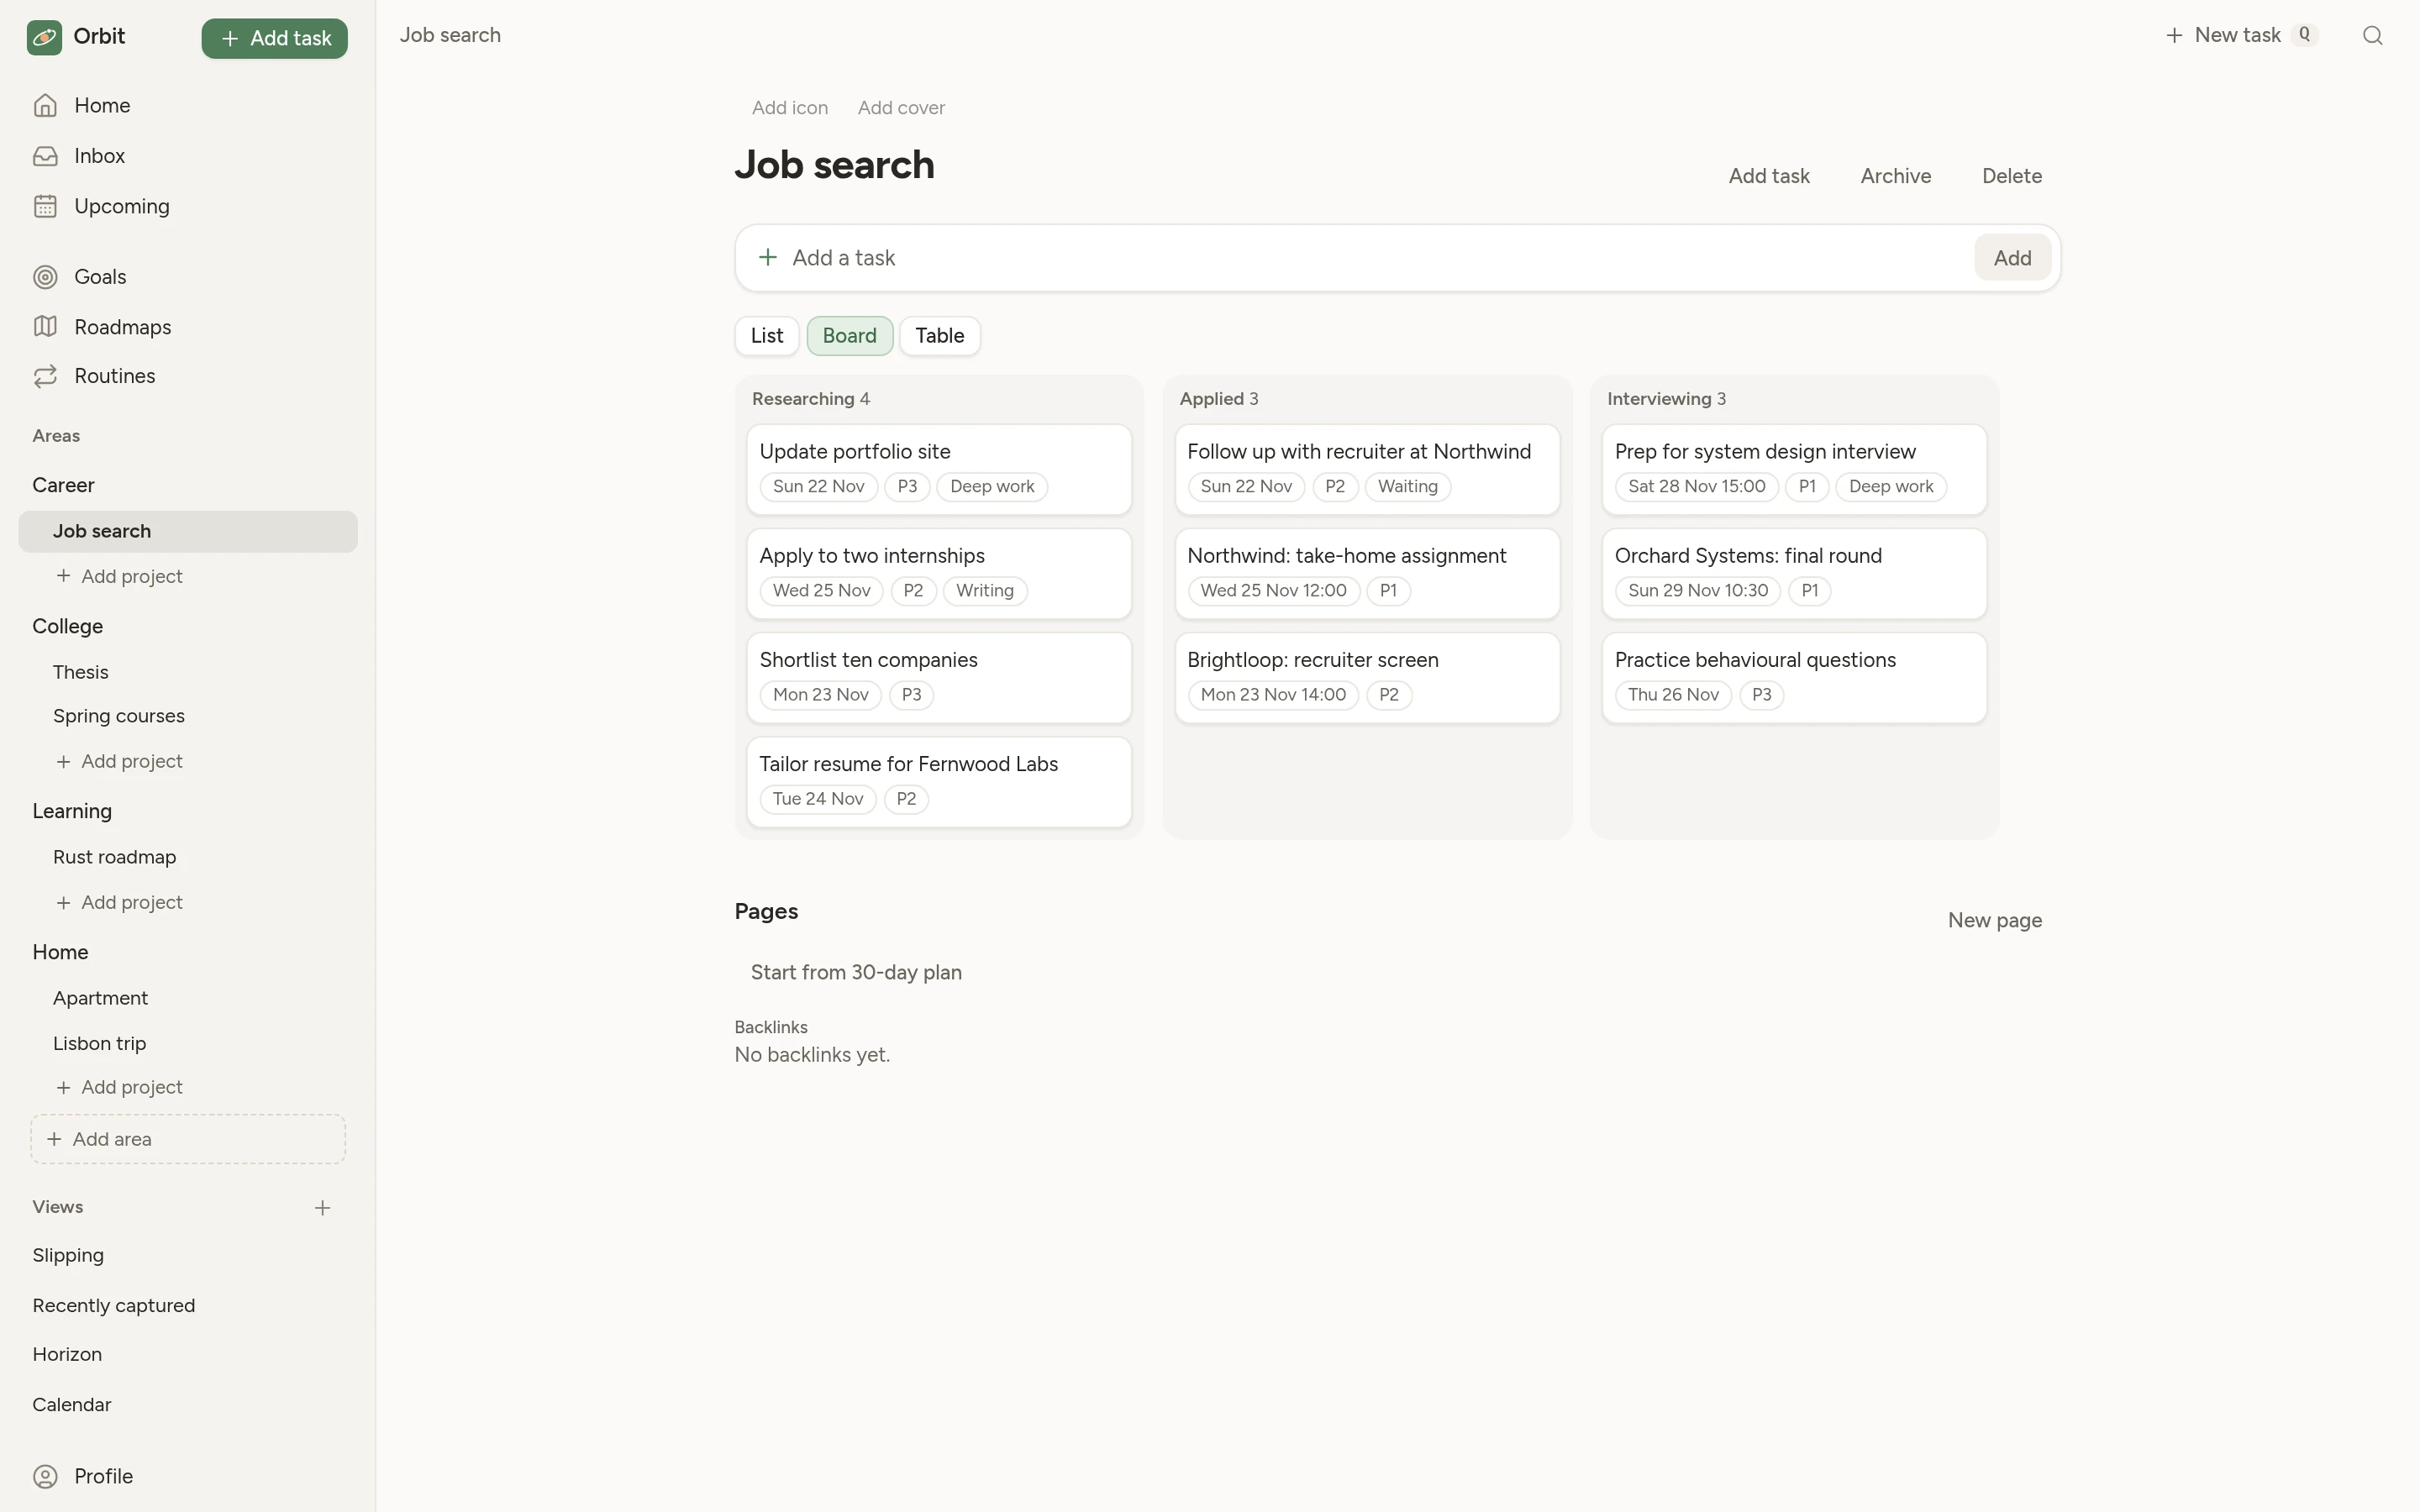 Orbit
Add task
Home
Inbox
Upcoming
Goals
Roadmaps
Routines
Areas
Career
Job search
Add project
College
Thesis
Spring courses
Add project
Learning
Rust roadmap
Add project
Home
Apartment
Lisbon trip
Add project
Add area
Views
Slipping
Recently captured
Horizon
Calendar
Profile
Job search
New task Q
Add icon Add cover
Job search
Add task Archive Delete
Add a task
Add
List Board Table
Researching 4
Update portfolio site
Sun 22 Nov P3 Deep work
Apply to two internships
Wed 25 Nov P2 Writing
Shortlist ten companies
Mon 23 Nov P3
Tailor resume for Fernwood Labs
Tue 24 Nov P2
Applied 3
Follow up with recruiter at Northwind
Sun 22 Nov P2 Waiting
Northwind: take-home assignment
Wed 25 Nov 12:00 P1
Brightloop: recruiter screen
Mon 23 Nov 14:00 P2
Interviewing 3
Prep for system design interview
Sat 28 Nov 15:00 P1 Deep work
Orchard Systems: final round
Sun 29 Nov 10:30 P1
Practice behavioural questions
Thu 26 Nov P3
Pages
New page
Start from 30-day plan
Backlinks
No backlinks yet.